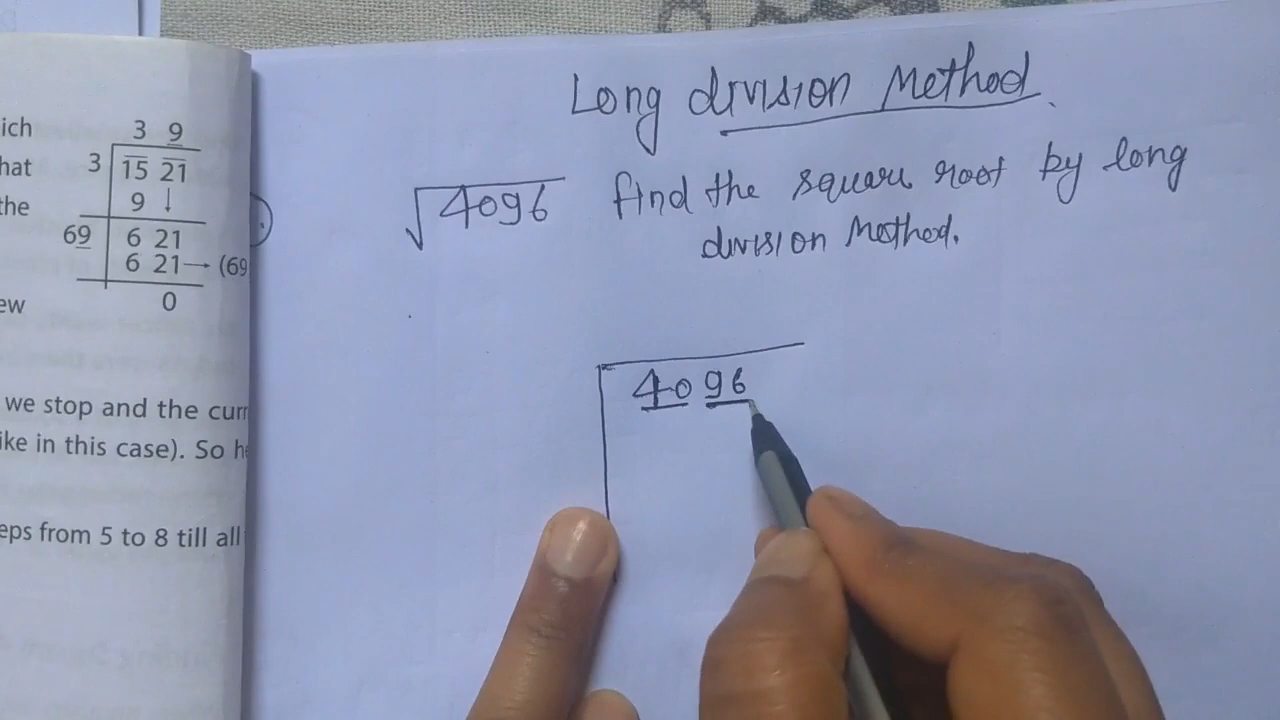 ich
hat
the
ew
3 9
3 15 21
9 ↓
69 6 21
6 21 → (69
0
we stop and the curr
ike in this case). So h
eps from 5 to 8 till all
Long division Method.
√4096 find the square root by long
division Method.
40 96